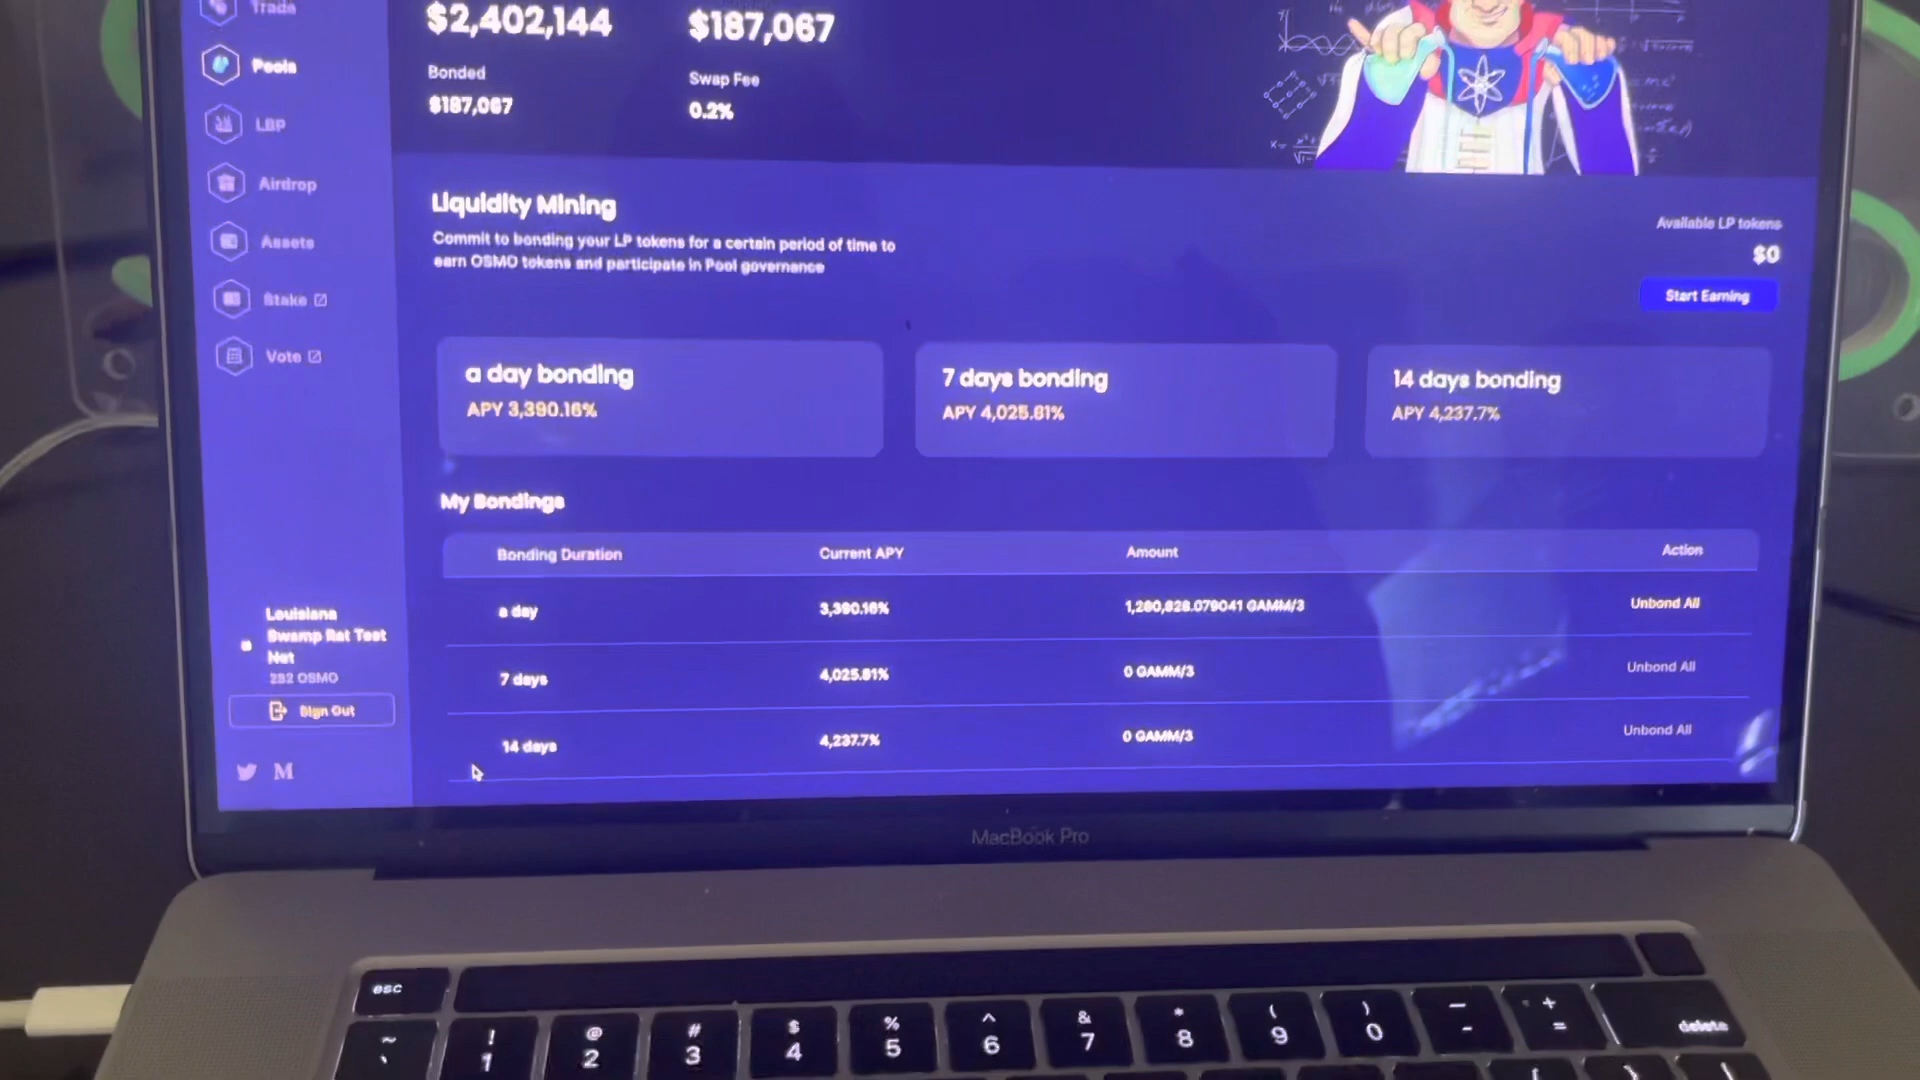 Trade
$2,402,144
$187,067
Pools
Bonded
Swap Fee
$187,067
0.2%
LBP
Airdrop
Liquidity Mining
Available LP tokens
Commit to bonding your LP tokens for a certain period of time to
earn OSMO tokens and participate in Pool governance
$0
Assets
Start Earning
Stake
Vote
a day bonding
APY 3,390.16%
7 days bonding
APY 4,025.81%
14 days bonding
APY 4,237.7%
My Bondings
Bonding Duration
Current APY
Amount
Action
a day
3,390.16%
1,260,828.079041 GAMM/3
Unbond All
7 days
4,025.81%
0 GAMM/3
Unbond All
14 days
4,237.7%
0 GAMM/3
Unbond All
Louisiana
Swamp Rat Test
Net
232 OSMO
Sign Out
M
MacBook Pro
esc
~ `
! 1
@ 2
# 3
$ 4
% 5
^ 6
& 7
* 8
( 9
) 0
— -
+ =
delete